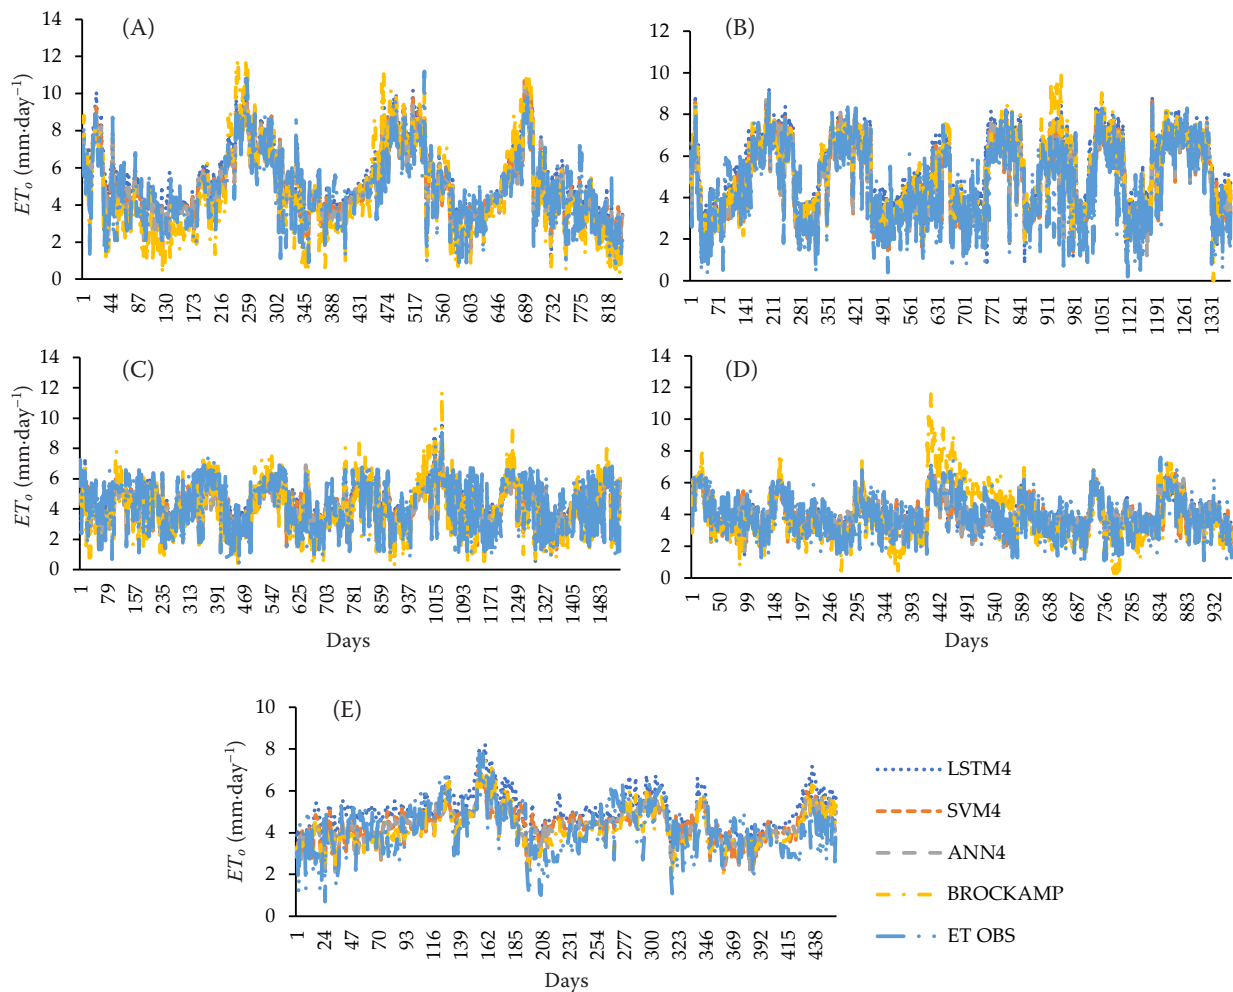 (A)
ETo (mm·day−1)
14
12
10
8
6
4
2
0
1 44 87 130 173 216 259 302 345 388 431 474 517 560 603 646 689 732 775 818
(B)
12
10
8
6
4
2
0
1 71 141 211 281 351 421 491 561 631 701 771 841 911 981 1051 1121 1191 1261 1331
(C)
ETo (mm·day−1)
14
12
10
8
6
4
2
0
1 79 157 235 313 391 469 547 625 703 781 859 937 1015 1093 1171 1249 1327 1405 1483
Days
(D)
14
12
10
8
6
4
2
0
1 50 99 148 197 246 295 344 393 442 491 540 589 638 687 736 785 834 883 932
Days
(E)
ETo (mm·day−1)
10
8
6
4
2
0
1 24 47 70 93 116 139 162 185 208 231 254 277 300 323 346 369 392 415 438
Days
LSTM4
SVM4
ANN4
BROCKAMP
ET OBS